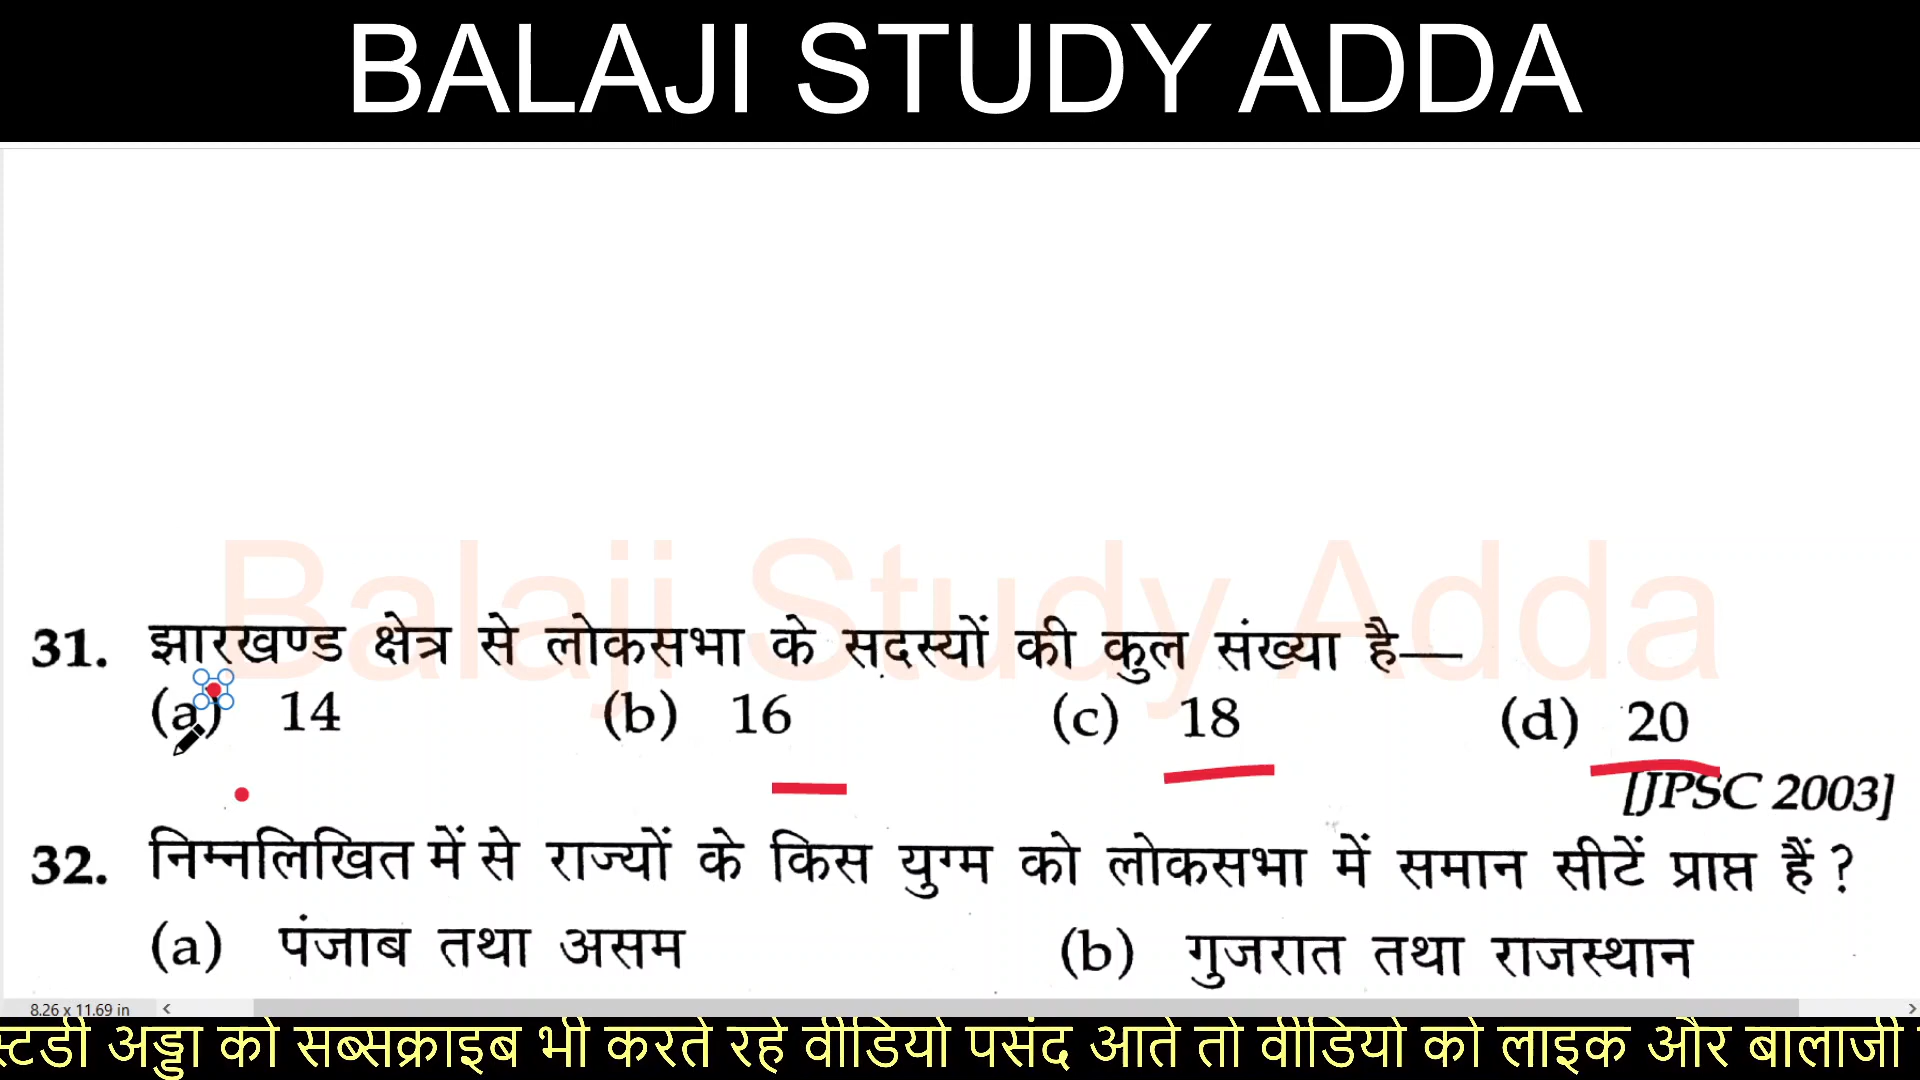 BALAJI STUDY ADDA
Balaji Study Adda
31. झारखण्ड क्षेत्र से लोकसभा के सदस्यों की कुल संख्या है—
(a) 14 (b) 16 (c) 18 (d) 20
[JPSC 2003]
32. निम्नलिखित में से राज्यों के किस युग्म को लोकसभा में समान सीटें प्राप्त हैं ?
(a) पंजाब तथा असम (b) गुजरात तथा राजस्थान
8.26 x 11.69 in
स्टडी अड्डा को सब्सक्राइब भी करते रहे वीडियो पसंद आते तो वीडियो को लाइक और बालाजी